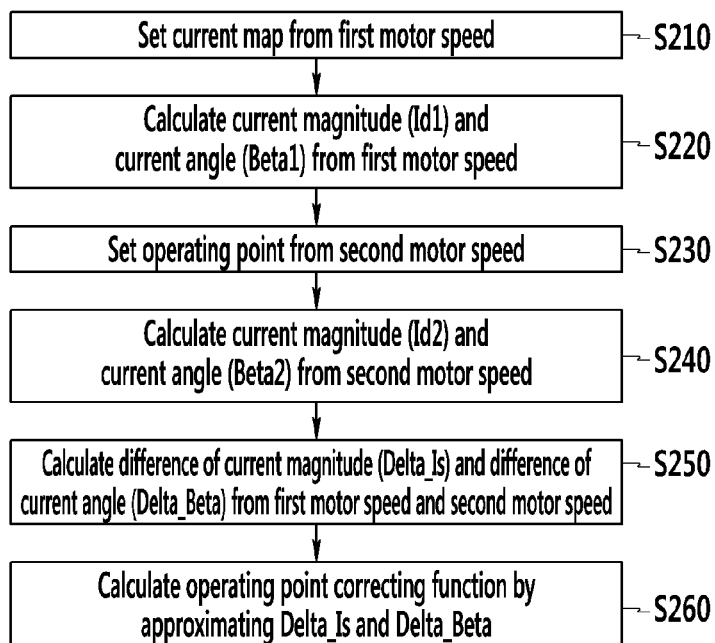 Set current map from first motor speed
S210
Calculate current magnitude (Id1) and
current angle (Beta1) from first motor speed
S220
Set operating point from second motor speed
S230
Calculate current magnitude (Id2) and
current angle (Beta2) from second motor speed
S240
Calculate difference of current magnitude (Delta_Is) and difference of
current angle (Delta_Beta) from first motor speed and second motor speed
S250
Calculate operating point correcting function by
approximating Delta_Is and Delta_Beta
S260